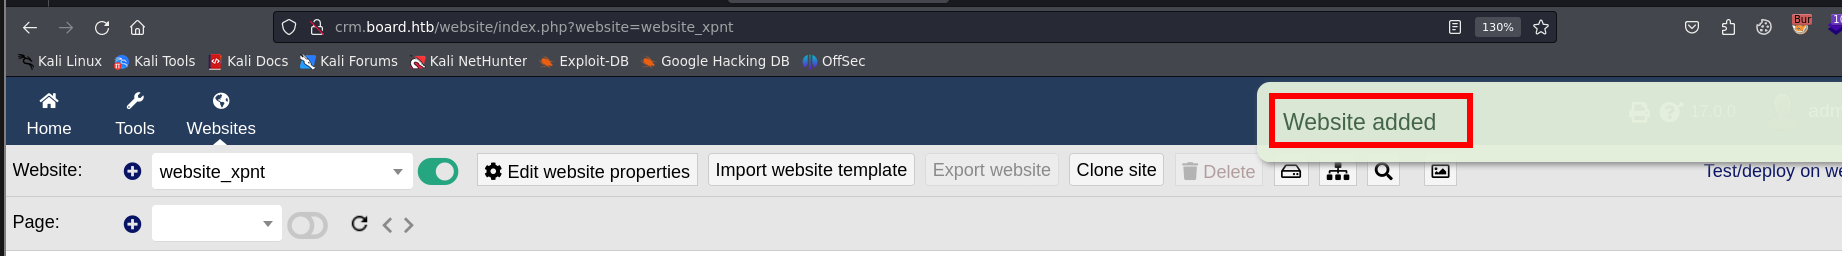 crm.board.htb/website/index.php?website=website_xpnt 130% Bur 10
Kali Linux Kali Tools Kali Docs Kali Forums Kali NetHunter Exploit-DB Google Hacking DB OffSec
Home Tools Websites
Website added
17.0.0 adm
Website: website_xpnt Edit website properties Import website template Export website Clone site Delete Test/deploy on we
Page: